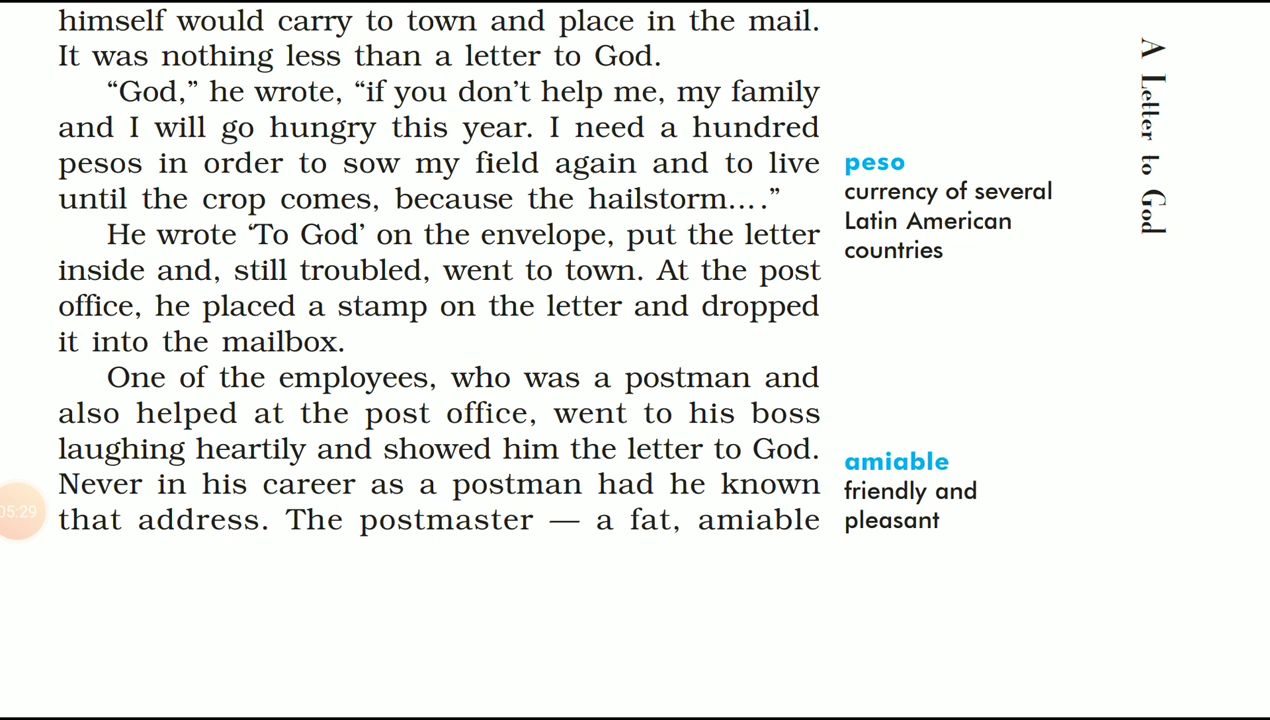 himself would carry to town and place in the mail.
It was nothing less than a letter to God.
“God,” he wrote, “if you don’t help me, my family
and I will go hungry this year. I need a hundred
pesos in order to sow my field again and to live
until the crop comes, because the hailstorm... .”
He wrote ‘To God’ on the envelope, put the letter
inside and, still troubled, went to town. At the post
office, he placed a stamp on the letter and dropped
it into the mailbox.
One of the employees, who was a postman and
also helped at the post office, went to his boss
laughing heartily and showed him the letter to God.
Never in his career as a postman had he known
that address. The postmaster — a fat, amiable
peso
currency of several
Latin American
countries
amiable
friendly and
pleasant
A Letter to God
05:29